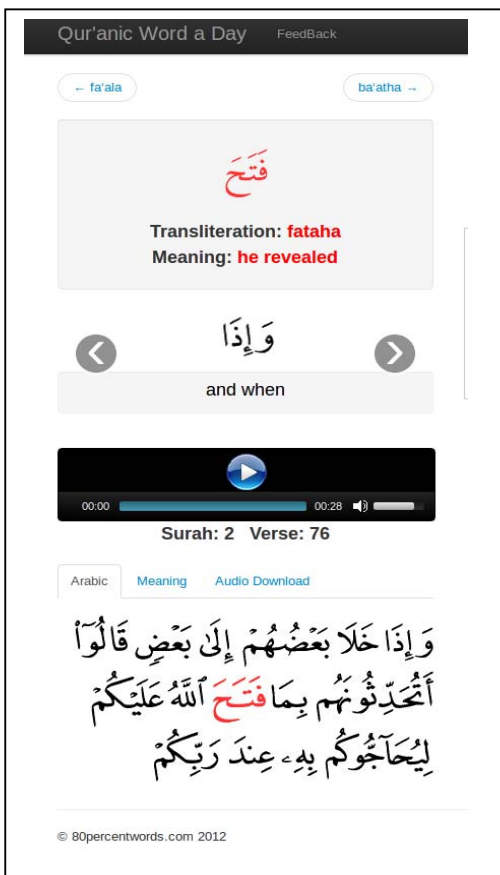 Qur'anic Word a Day FeedBack
← fa'ala ba'atha →
فَتَحَ
Transliteration: fataha
Meaning: he revealed
وَإِذَا
and when
00:00 00:28
Surah: 2 Verse: 76
Arabic Meaning Audio Download
وَإِذَا خَلَا بَعْضُهُمْ إِلَىٰ بَعْضٍ قَالُوٓا۟
أَتُحَدِّثُونَهُم بِمَا فَتَحَ ٱللَّهُ عَلَيْكُمْ
لِيُحَآجُّوكُم بِهِۦ عِندَ رَبِّكُمْ
© 80percentwords.com 2012